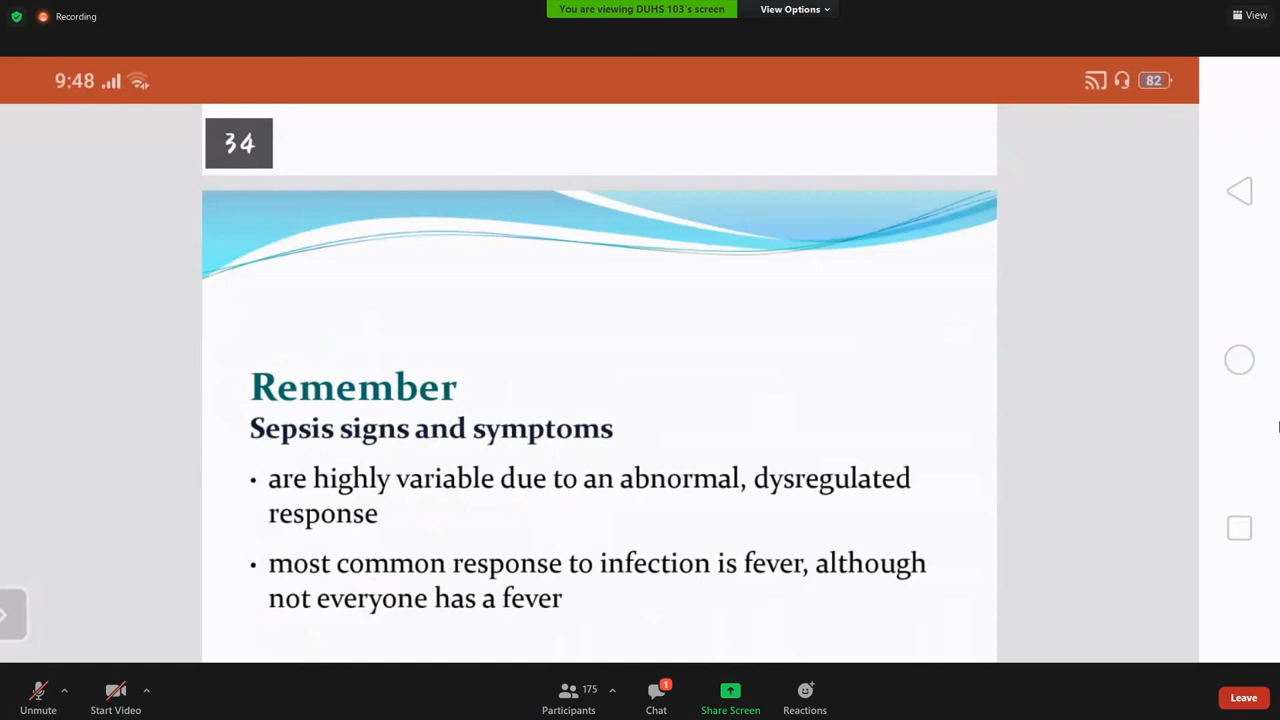 Recording
You are viewing DUHS 103's screen
View Options
View
9:48
82
34
Remember
Sepsis signs and symptoms
• are highly variable due to an abnormal, dysregulated
response
• most common response to infection is fever, although
not everyone has a fever
Unmute
Start Video
175
Participants
1
Chat
Share Screen
Reactions
Leave